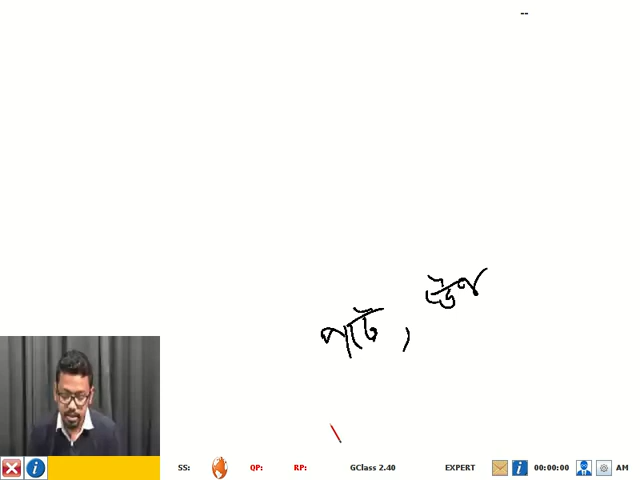 --
পাট ,
SS: QP: RP: GClass 2.40 EXPERT 00:00:00 AM